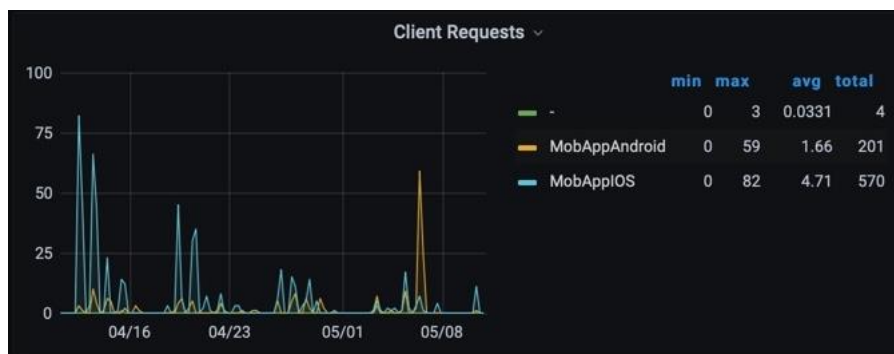 Client Requests
100
75
50
25
0
04/16 04/23 05/01 05/08
min max avg total
- 0 3 0.0331 4
MobAppAndroid 0 59 1.66 201
MobAppIOS 0 82 4.71 570